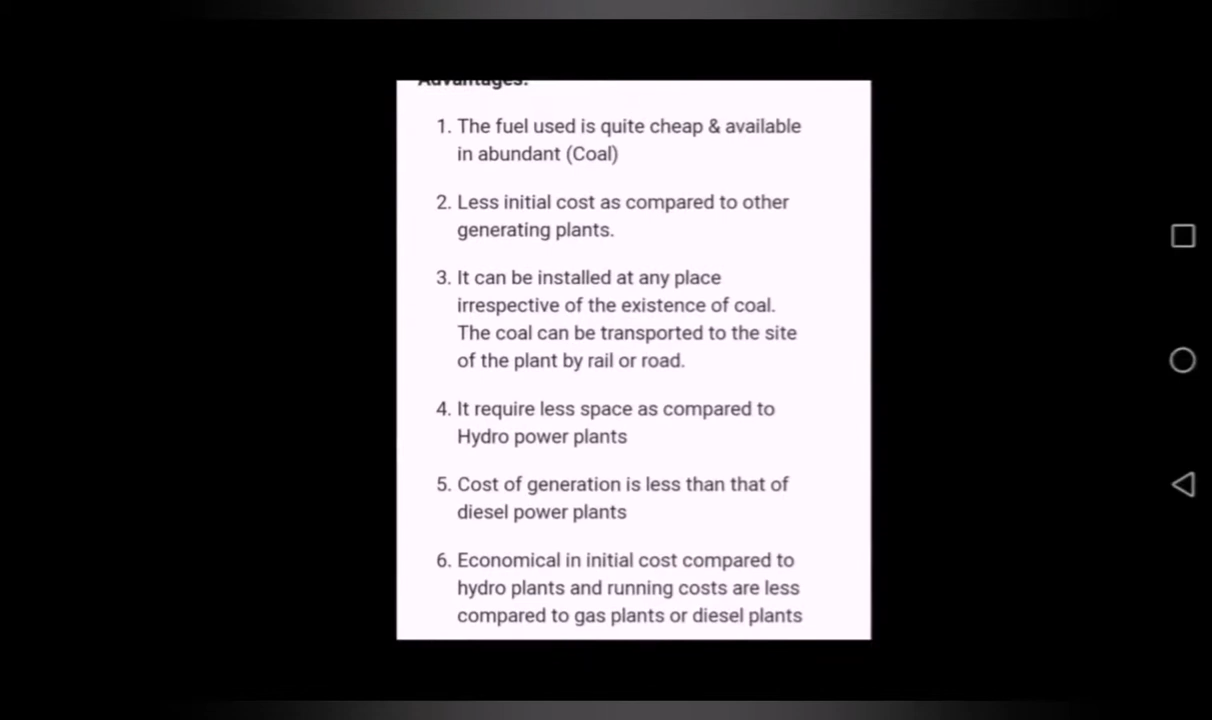 Advantages:
1. The fuel used is quite cheap & available
in abundant (Coal)
2. Less initial cost as compared to other
generating plants.
3. It can be installed at any place
irrespective of the existence of coal.
The coal can be transported to the site
of the plant by rail or road.
4. It require less space as compared to
Hydro power plants
5. Cost of generation is less than that of
diesel power plants
6. Economical in initial cost compared to
hydro plants and running costs are less
compared to gas plants or diesel plants